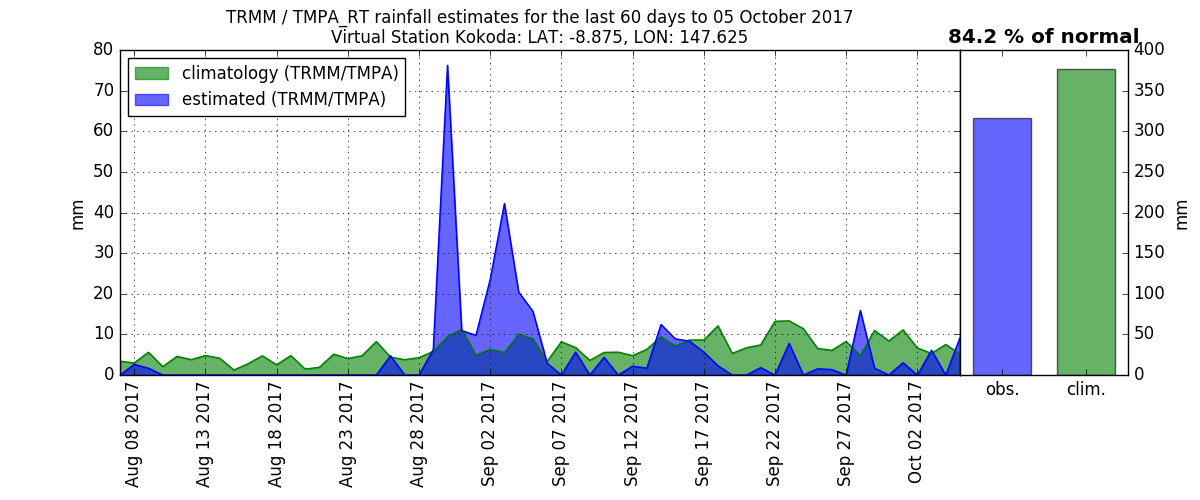 TRMM / TMPA_RT rainfall estimates for the last 60 days to 05 October 2017
Virtual Station Kokoda: LAT: -8.875, LON: 147.625
84.2 % of normal
climatology (TRMM/TMPA)
estimated (TRMM/TMPA)
80
70
60
50
40
30
20
10
0
mm
Aug 08 2017
Aug 13 2017
Aug 18 2017
Aug 23 2017
Aug 28 2017
Sep 02 2017
Sep 07 2017
Sep 12 2017
Sep 17 2017
Sep 22 2017
Sep 27 2017
Oct 02 2017
400
350
300
250
200
150
100
50
0
mm
obs.
clim.